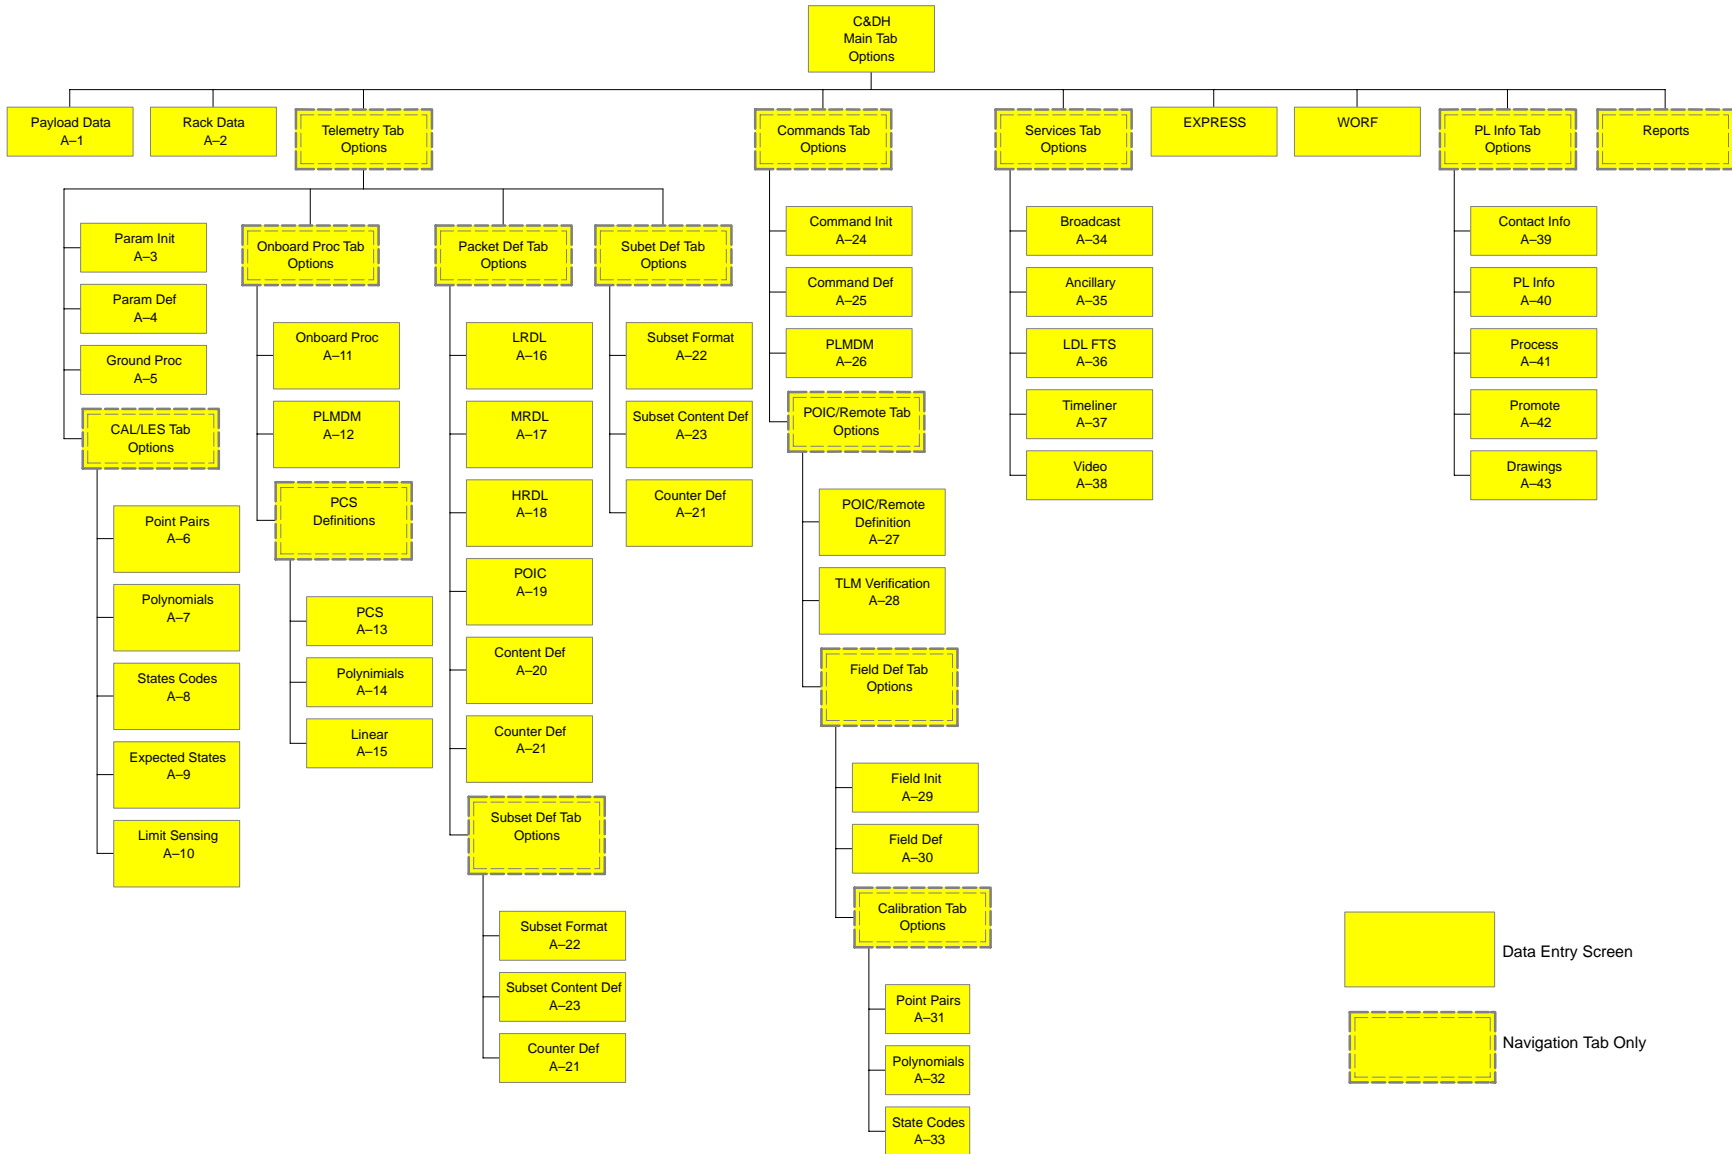 C&DH
Main Tab
Options
Payload Data
A–1
Rack Data
A–2
Telemetry Tab
Options
Commands Tab
Options
Services Tab
Options
EXPRESS
WORF
PL Info Tab
Options
Reports
Param Init
A–3
Param Def
A–4
Ground Proc
A–5
CAL/LES Tab
Options
Point Pairs
A–6
Polynomials
A–7
States Codes
A–8
Expected States
A–9
Limit Sensing
A–10
Onboard Proc Tab
Options
Onboard Proc
A–11
PLMDM
A–12
PCS
Definitions
PCS
A–13
Polynimials
A–14
Linear
A–15
Packet Def Tab
Options
LRDL
A–16
MRDL
A–17
HRDL
A–18
POIC
A–19
Content Def
A–20
Counter Def
A–21
Subset Def Tab
Options
Subset Format
A–22
Subset Content Def
A–23
Counter Def
A–21
Subet Def Tab
Options
Subset Format
A–22
Subset Content Def
A–23
Counter Def
A–21
Command Init
A–24
Command Def
A–25
PLMDM
A–26
POIC/Remote Tab
Options
POIC/Remote
Definition
A–27
TLM Verification
A–28
Field Def Tab
Options
Field Init
A–29
Field Def
A–30
Calibration Tab
Options
Point Pairs
A–31
Polynomials
A–32
State Codes
A–33
Broadcast
A–34
Ancillary
A–35
LDL FTS
A–36
Timeliner
A–37
Video
A–38
Contact Info
A–39
PL Info
A–40
Process
A–41
Promote
A–42
Drawings
A–43
Data Entry Screen
Navigation Tab Only